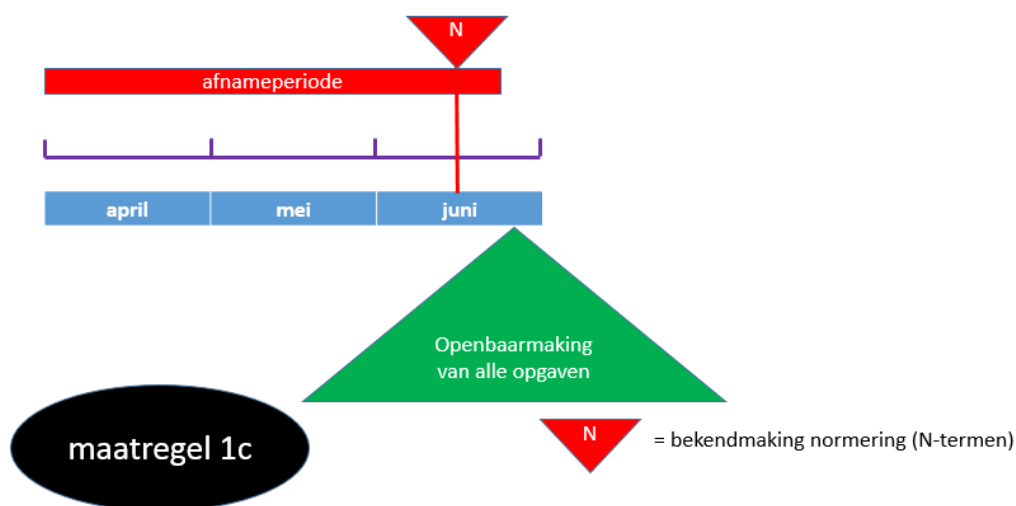 N
afnameperiode
april mei juni
Openbaarmaking
van alle opgaven
maatregel 1c
N = bekendmaking normering (N-termen)